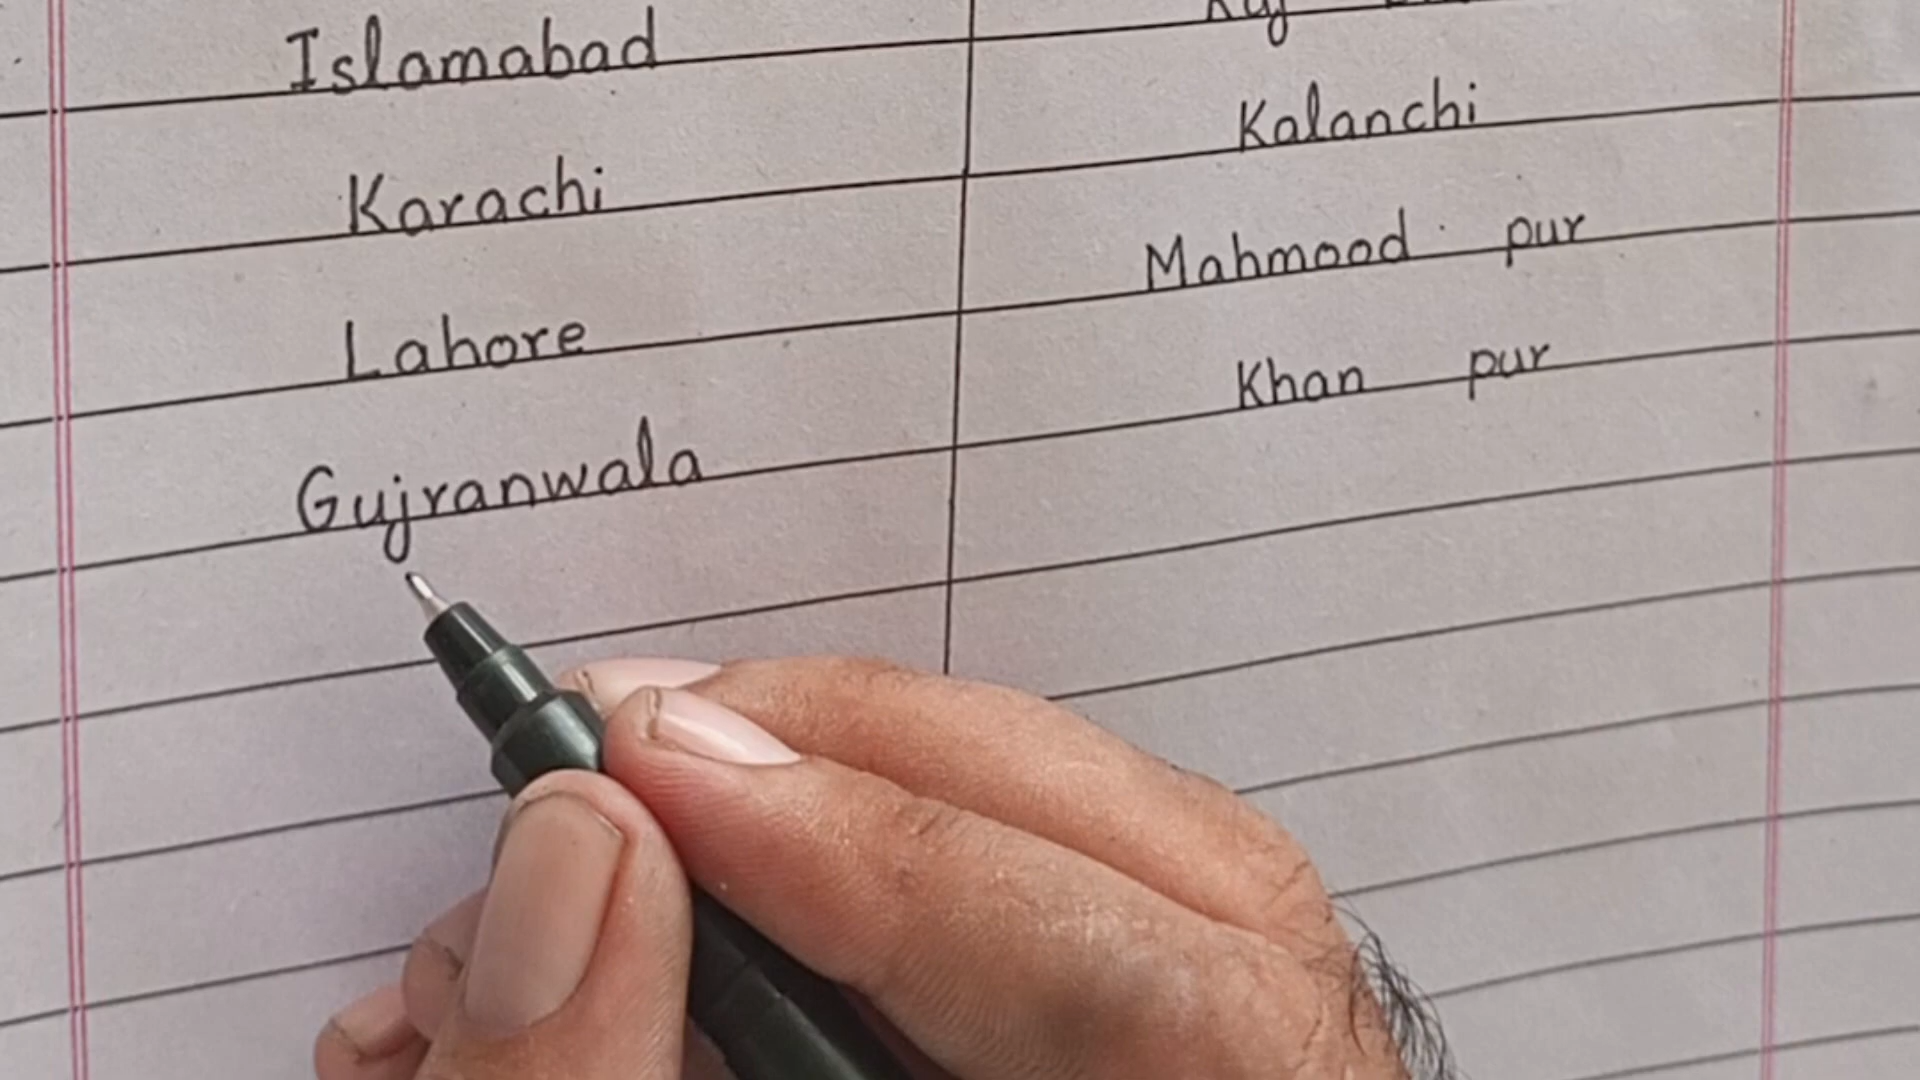 Islamabad
Karachi Kalanchi
Lahore Mahmood pur
Gujranwala Khan pur